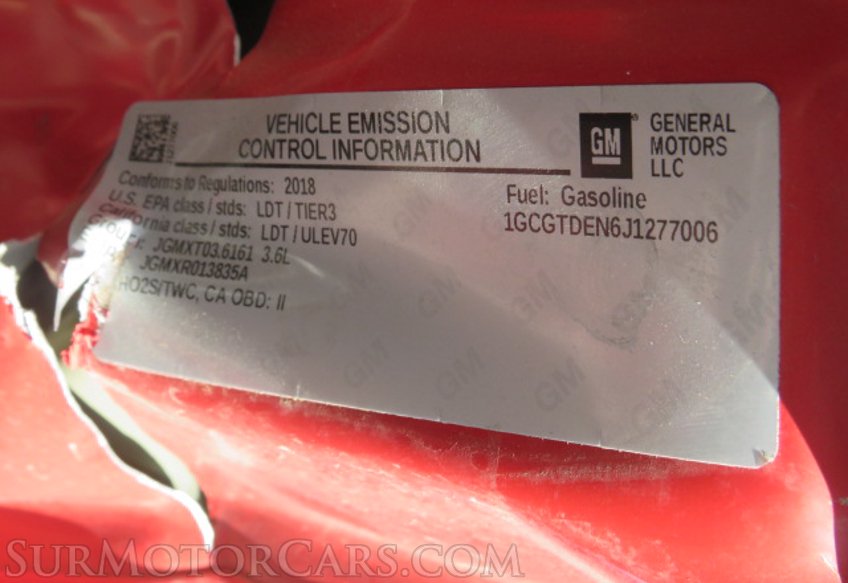 VEHICLE EMISSION
CONTROL INFORMATION
GM
GENERAL
MOTORS
LLC
Conforms to Regulations: 2018
U.S. EPA class / stds: LDT / TIER3
California class / stds: LDT / ULEV70
Group: JGMXT03.6161 3.6L
JGMXR013835A
HO2S/TWC, CA OBD: II
Fuel: Gasoline
1GCGTDEN6J1277006
SURMOTORCARS.COM